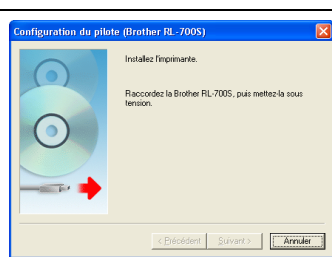 Configuration du pilote (Brother RL-700S)
Installez l'imprimante.
Raccordez la Brother RL-700S, puis mettez-la sous
tension.
< Précédent
Suivant >
Annuler